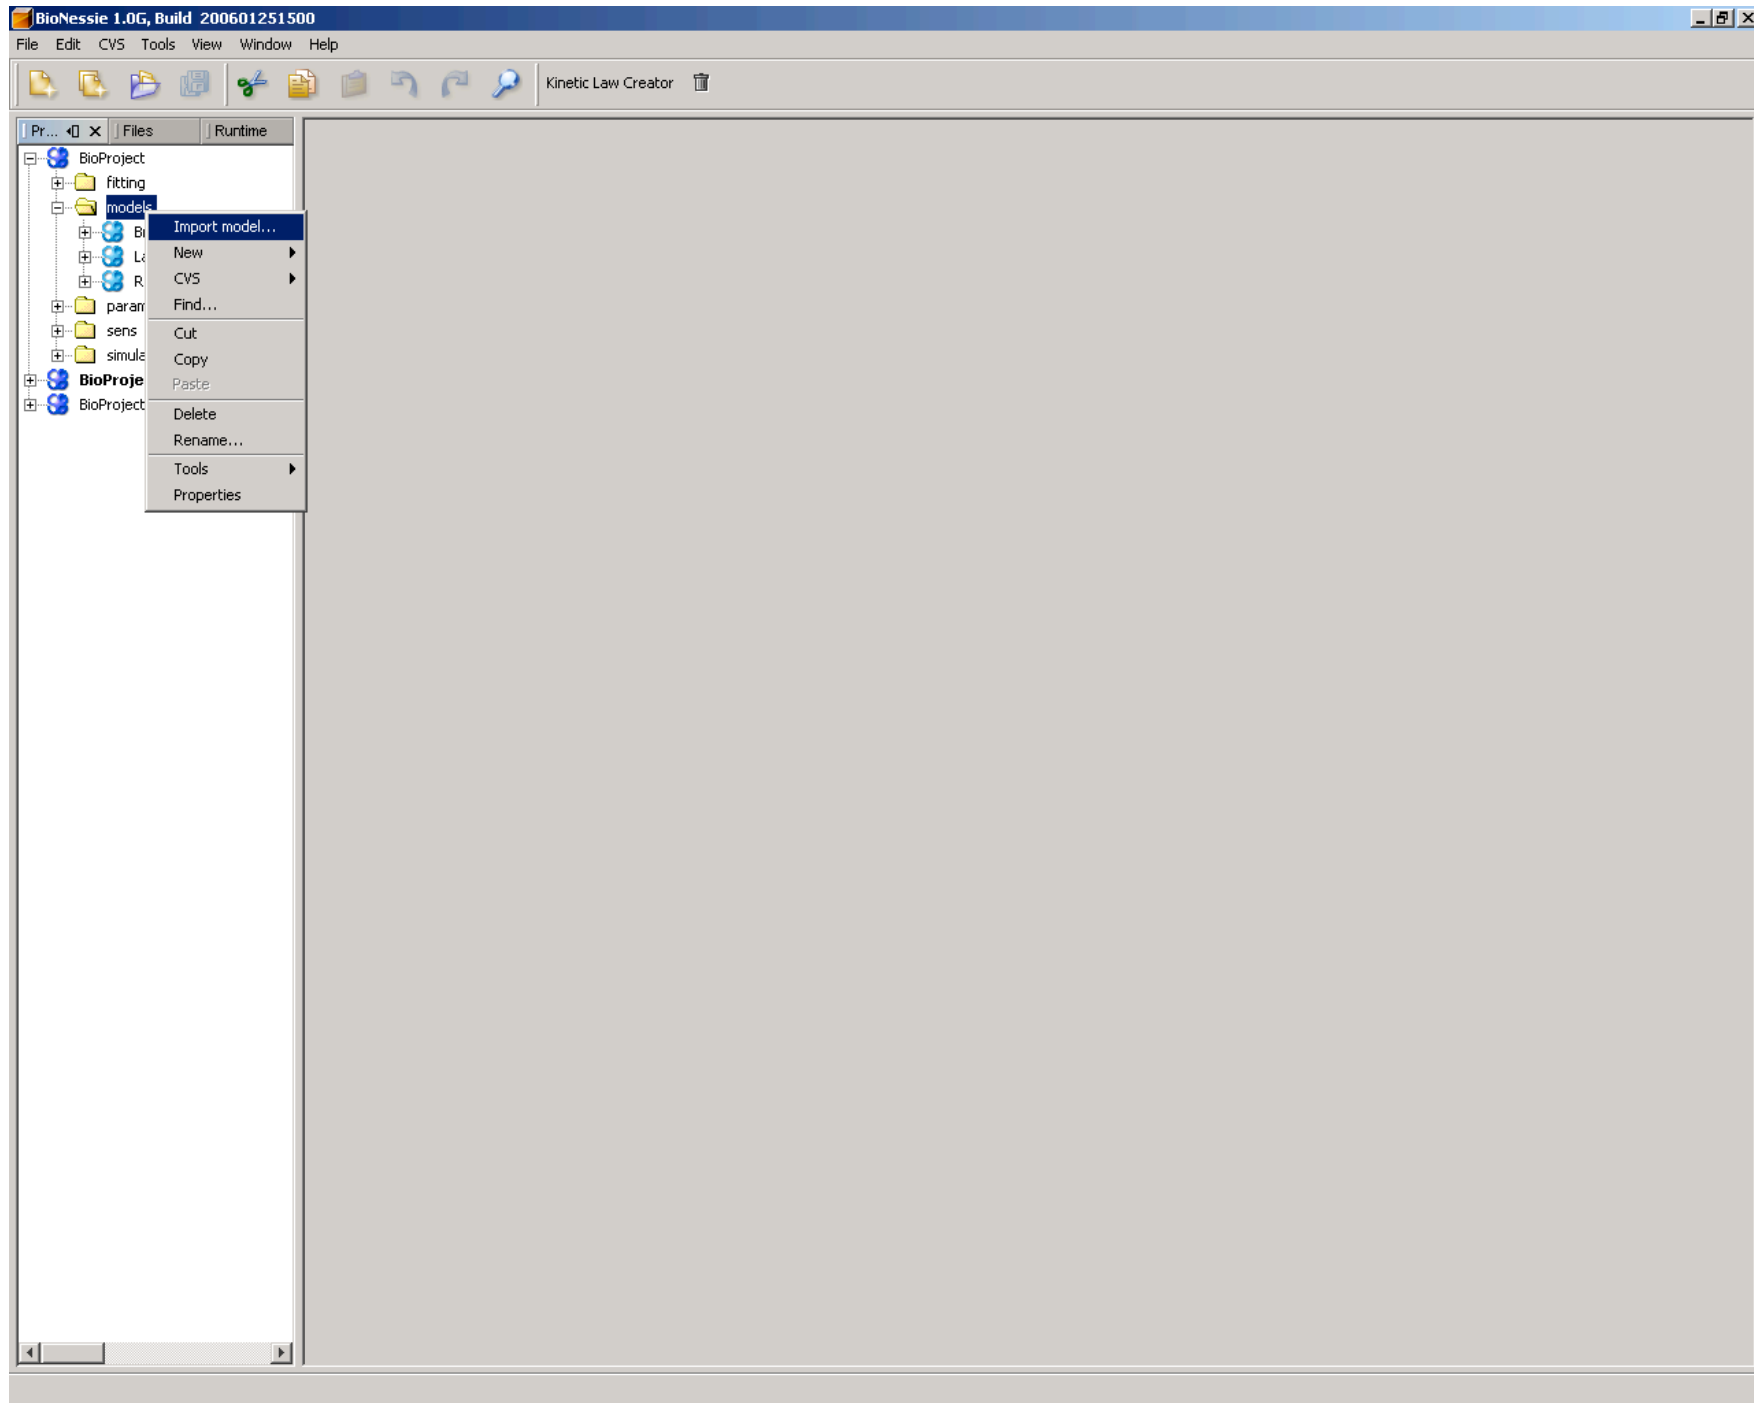 BioNessie 1.0G, Build 200601251500
File Edit CVS Tools View Window Help
Kinetic Law Creator
Pr... Files Runtime
BioProject
fitting
models
Import model...
New
CVS
Find...
Cut
Copy
Paste
Delete
Rename...
Tools
Properties
sens
BioProject